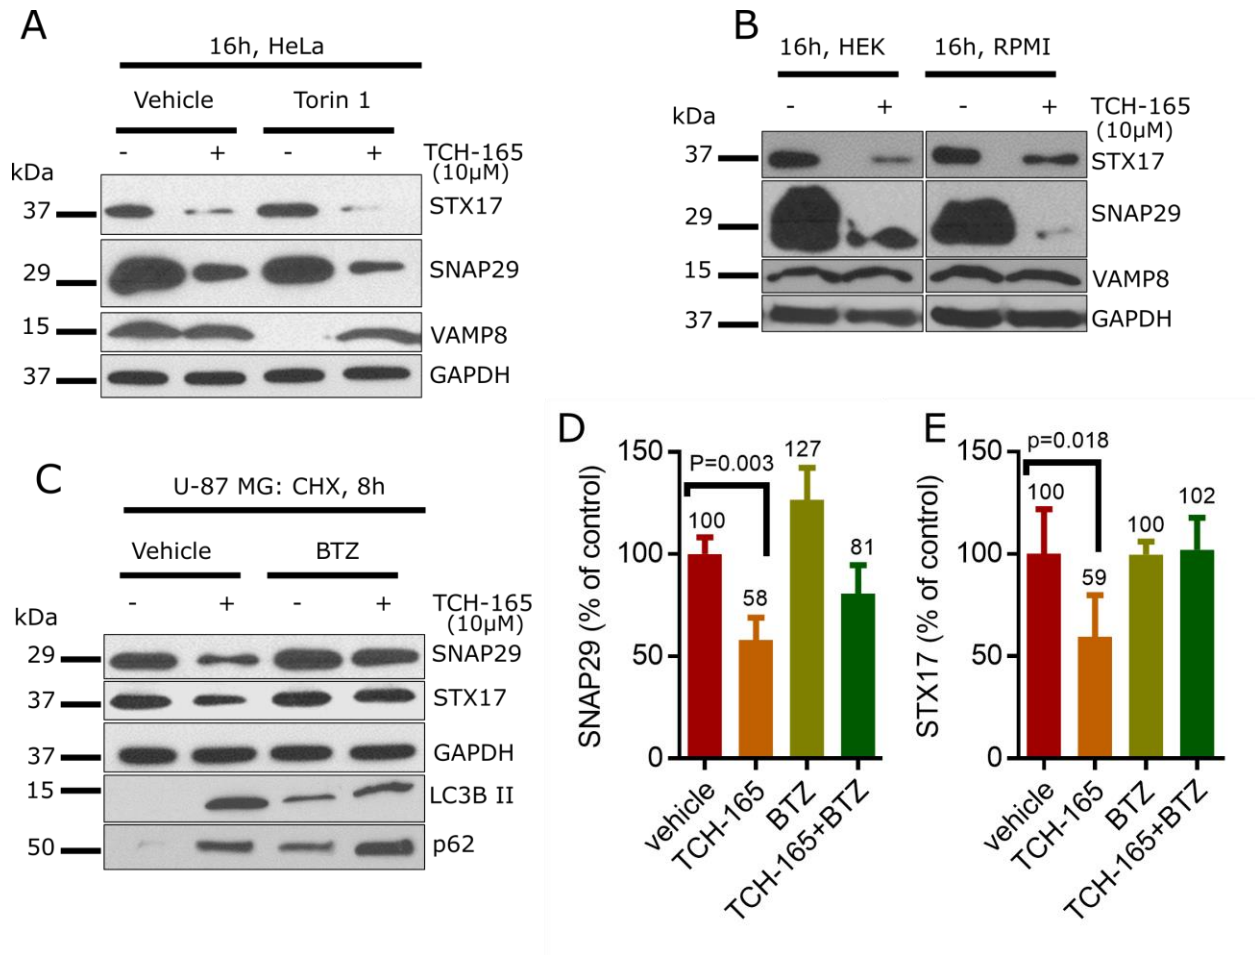 A
16h, HeLa
Vehicle Torin 1
- + - + TCH-165
kDa (10µM)
37 STX17
29 SNAP29
15 VAMP8
37 GAPDH
B
16h, HEK 16h, RPMI
- + - + TCH-165
kDa (10µM)
37 STX17
29 SNAP29
15 VAMP8
37 GAPDH
C
U-87 MG: CHX, 8h
Vehicle BTZ
- + - + TCH-165
kDa (10µM)
29 SNAP29
37 STX17
37 GAPDH
15 LC3B II
50 p62
D
SNAP29 (% of control)
150
100
50
0
P=0.003
100
58
127
81
vehicle
TCH-165
BTZ
TCH-165+BTZ
E
STX17 (% of control)
150
100
50
0
p=0.018
100
59
100
102
vehicle
TCH-165
BTZ
TCH-165+BTZ